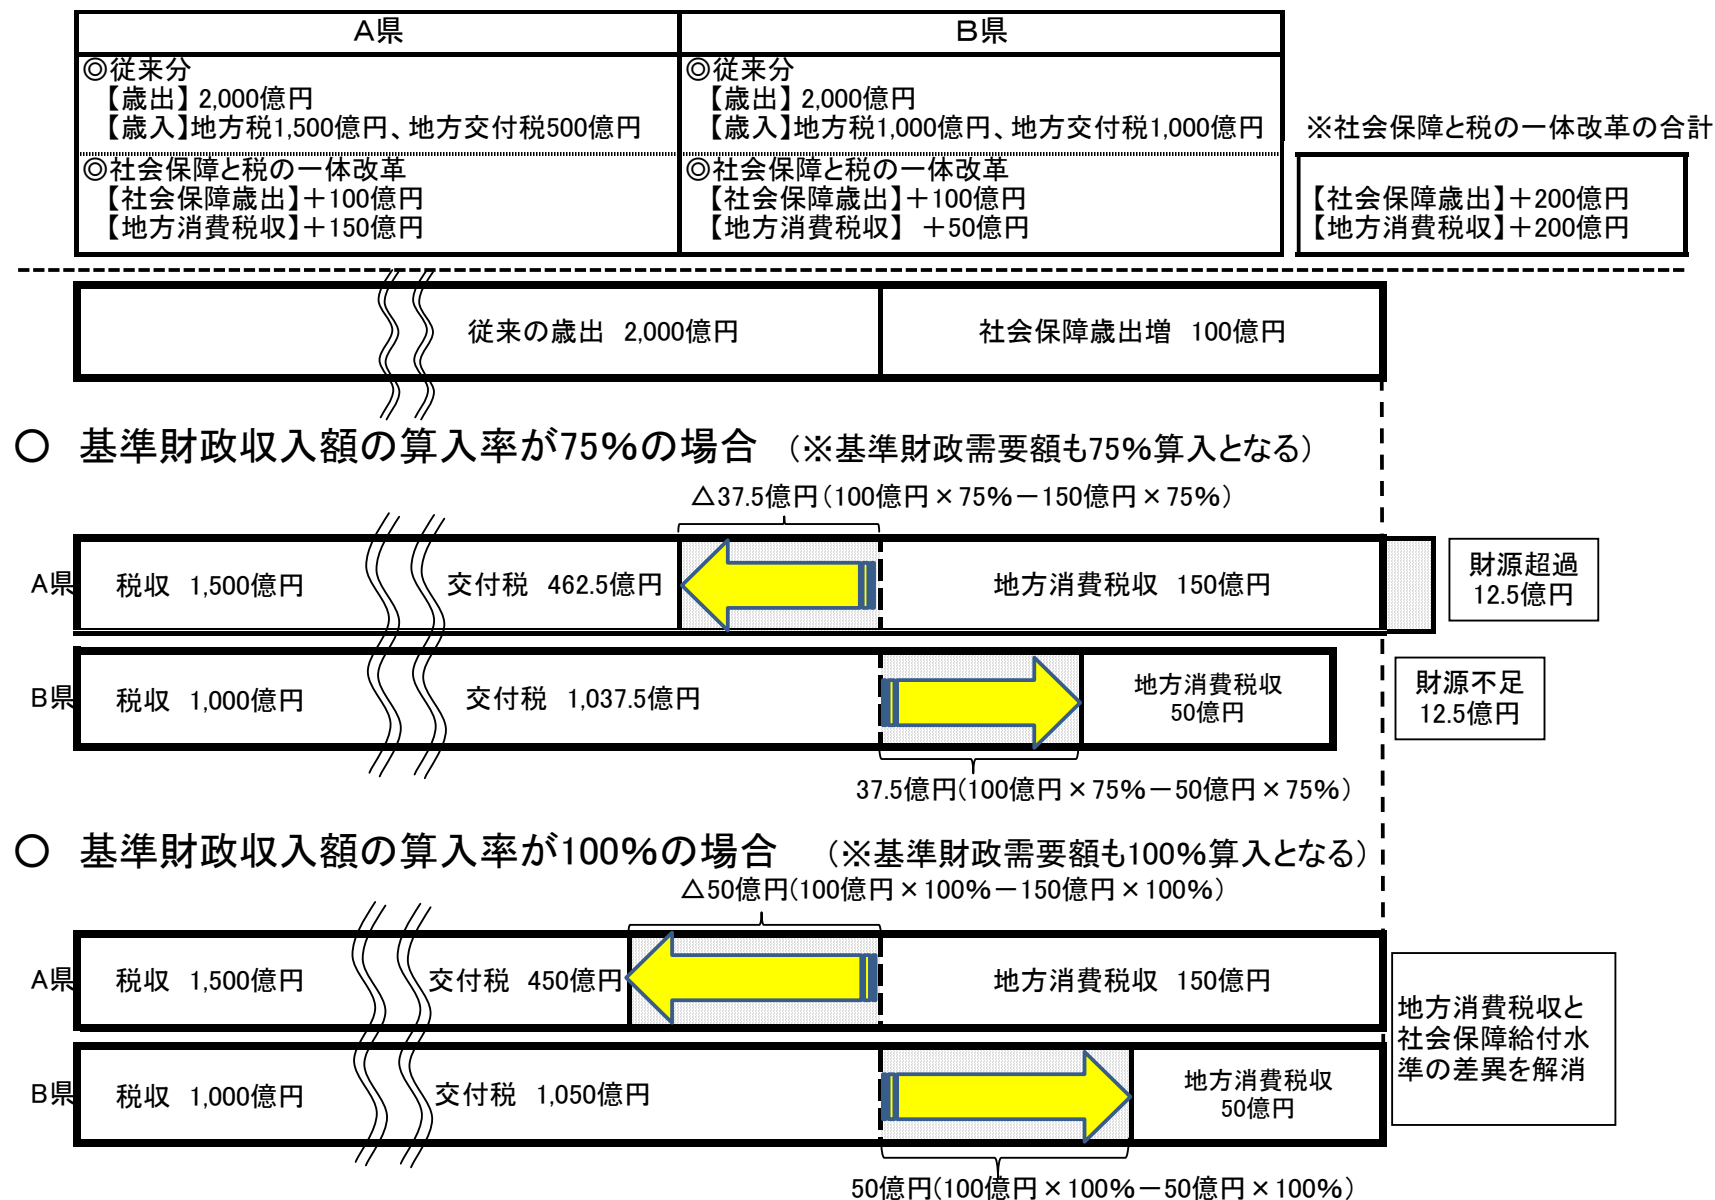 A県
B県
◎従来分
【歳出】 2,000億円
【歳入】地方税1,500億円、地方交付税500億円
◎社会保障と税の一体改革
【社会保障歳出】＋100億円
【地方消費税収】＋150億円
◎従来分
【歳出】 2,000億円
【歳入】地方税1,000億円、地方交付税1,000億円
◎社会保障と税の一体改革
【社会保障歳出】＋100億円
【地方消費税収】 ＋50億円
※社会保障と税の一体改革の合計
【社会保障歳出】＋200億円
【地方消費税収】＋200億円
従来の歳出 2,000億円
社会保障歳出増 100億円
○ 基準財政収入額の算入率が75%の場合 （※基準財政需要額も75%算入となる）
△37.5億円（100億円×75%－150億円×75%）
A県
税収 1,500億円
交付税 462.5億円
地方消費税収 150億円
財源超過
12.5億円
B県
税収 1,000億円
交付税 1,037.5億円
地方消費税収
50億円
財源不足
12.5億円
37.5億円(100億円×75%－50億円×75%）
○ 基準財政収入額の算入率が100%の場合 （※基準財政需要額も100%算入となる）
△50億円(100億円×100%－150億円×100%）
A県
税収 1,500億円
交付税 450億円
地方消費税収 150億円
B県
税収 1,000億円
交付税 1,050億円
地方消費税収
50億円
地方消費税収と
社会保障給付水
準の差異を解消
50億円(100億円×100%－50億円×100%）